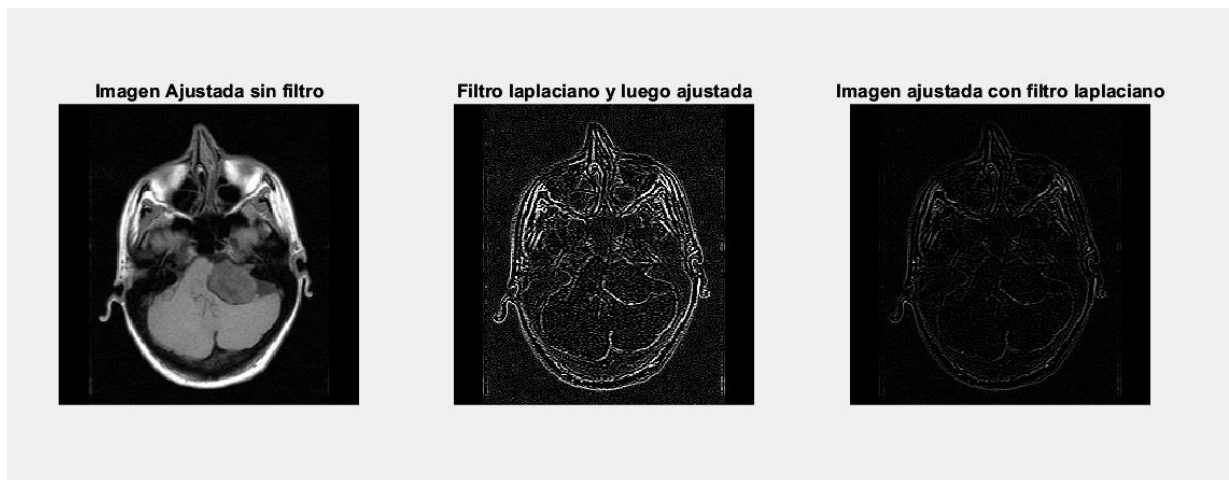 Imagen Ajustada sin filtro
Filtro laplaciano y luego ajustada
Imagen ajustada con filtro laplaciano